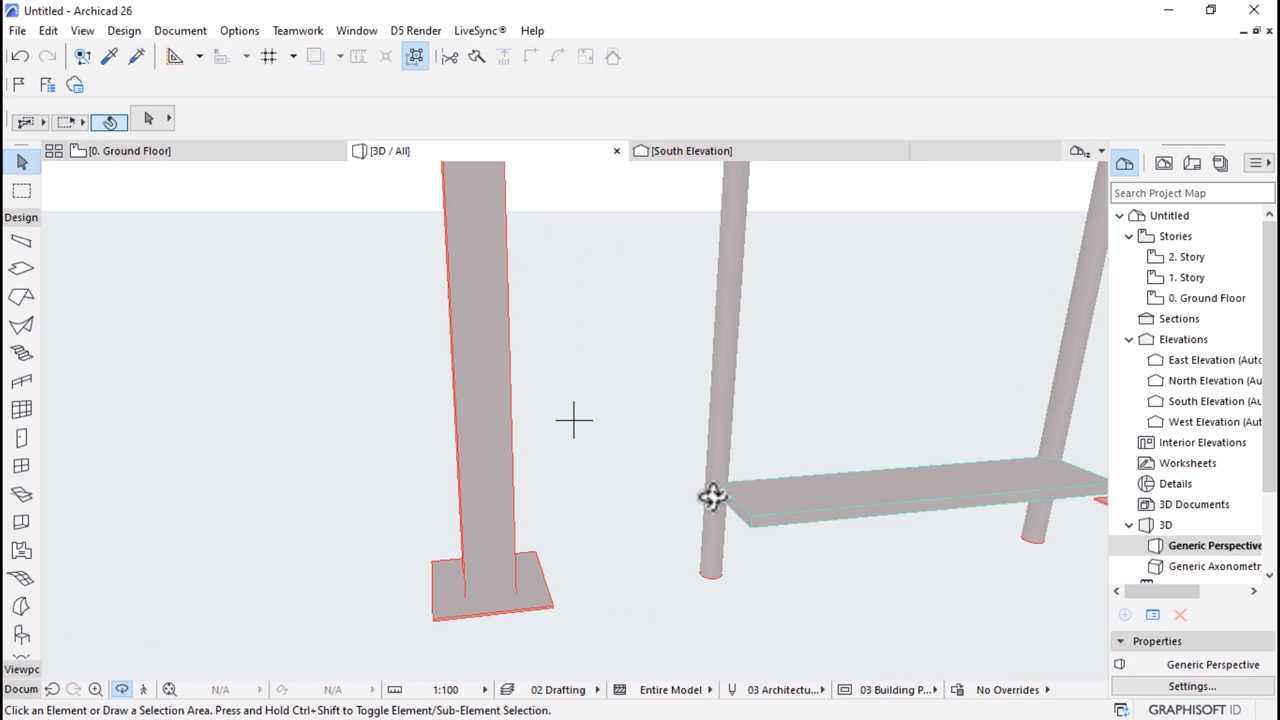 Untitled - Archicad 26
File Edit View Design Document Options Teamwork Window D5 Render LiveSync® Help
[0. Ground Floor] [3D / All] [South Elevation]
Design
Search Project Map
Untitled
Stories
2. Story
1. Story
0. Ground Floor
Sections
Elevations
East Elevation (Aut
North Elevation (Au
South Elevation (Au
West Elevation (Aut
Interior Elevations
Worksheets
Details
3D Documents
3D
Generic Perspective
Generic Axonometr
Properties
Generic Perspective
Settings...
Viewpc
Docum N/A N/A 1:100 02 Drafting Entire Model 03 Architectu... 03 Building P... No Overrides
Click an Element or Draw a Selection Area. Press and Hold Ctrl+Shift to Toggle Element/Sub-Element Selection.
GRAPHISOFT ID